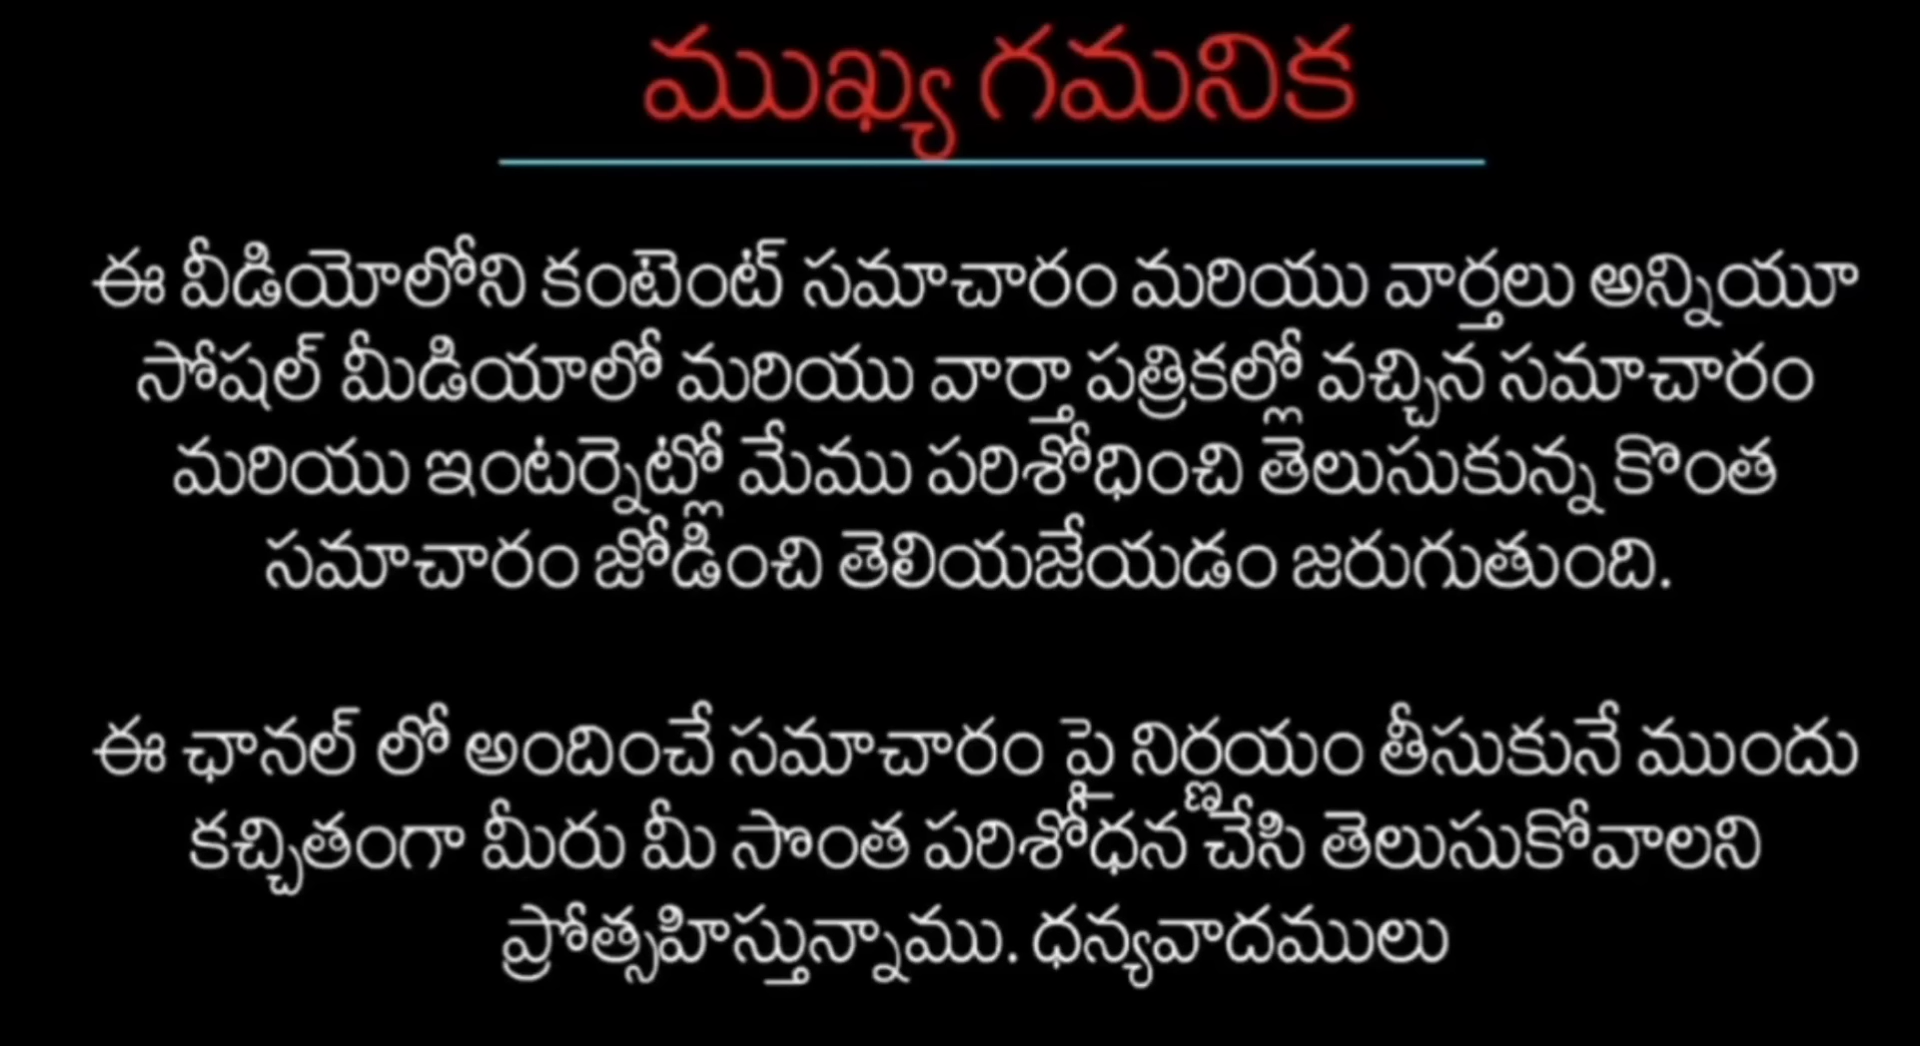 ముఖ్య గమనిక
ఈ వీడియోలోని కంటెంట్ సమాచారం మరియు వార్తలు అన్నియూ
సోషల్ మీడియాలో మరియు వార్తా పత్రికల్లో వచ్చిన సమాచారం
మరియు ఇంటర్నెట్లో మేము పరిశోధించి తెలుసుకున్న కొంత
సమాచారం జోడించి తెలియజేయడం జరుగుతుంది.
ఈ ఛానల్ లో అందించే సమాచారం పై నిర్ణయం తీసుకునే ముందు
కచ్చితంగా మీరు మీ సొంత పరిశోధన చేసి తెలుసుకోవాలని
ప్రోత్సహిస్తున్నాము. ధన్యవాదములు